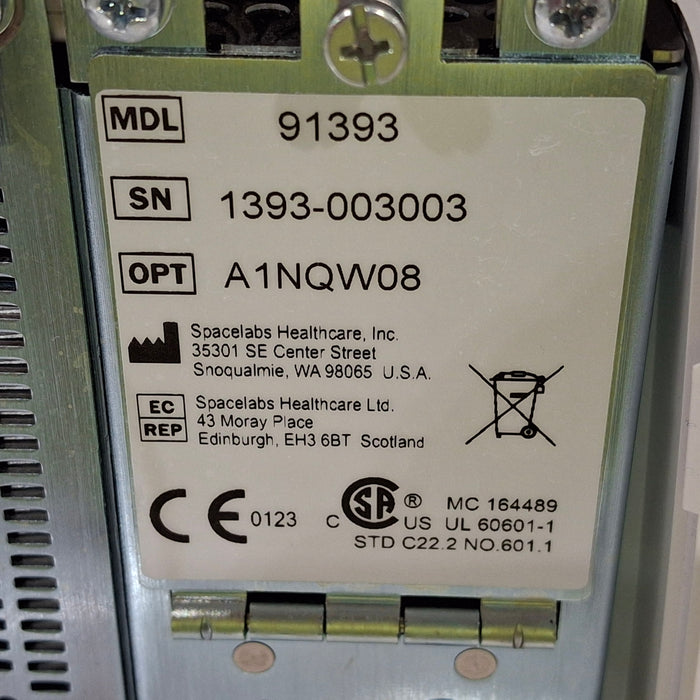 MDL 91393
SN 1393-003003
OPT A1NQW08
Spacelabs Healthcare, Inc.
35301 SE Center Street
Snoqualmie, WA 98065 U.S.A.
EC REP
Spacelabs Healthcare Ltd.
43 Moray Place
Edinburgh, EH3 6BT Scotland
CE 0123
C SA ® US
MC 164489
UL 60601-1
STD C22.2 NO.601.1